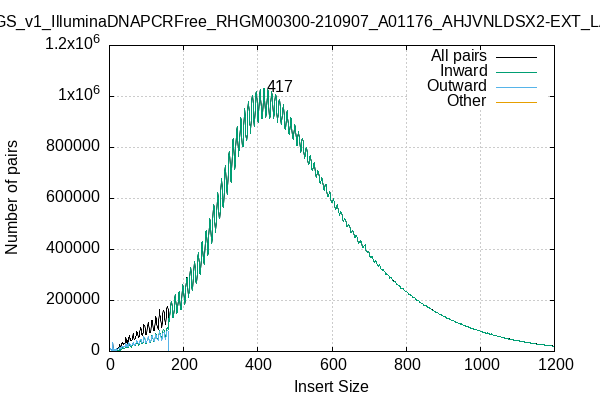 GS_v1_IlluminaDNAPCRFree_RHGM00300-210907_A01176_AHJVNLDSX2-EXT_L
1.2x10^6
1x10^6
800000
600000
400000
200000
0
Number of pairs
417
All pairs
Inward
Outward
Other
0 200 400 600 800 1000 1200
Insert Size